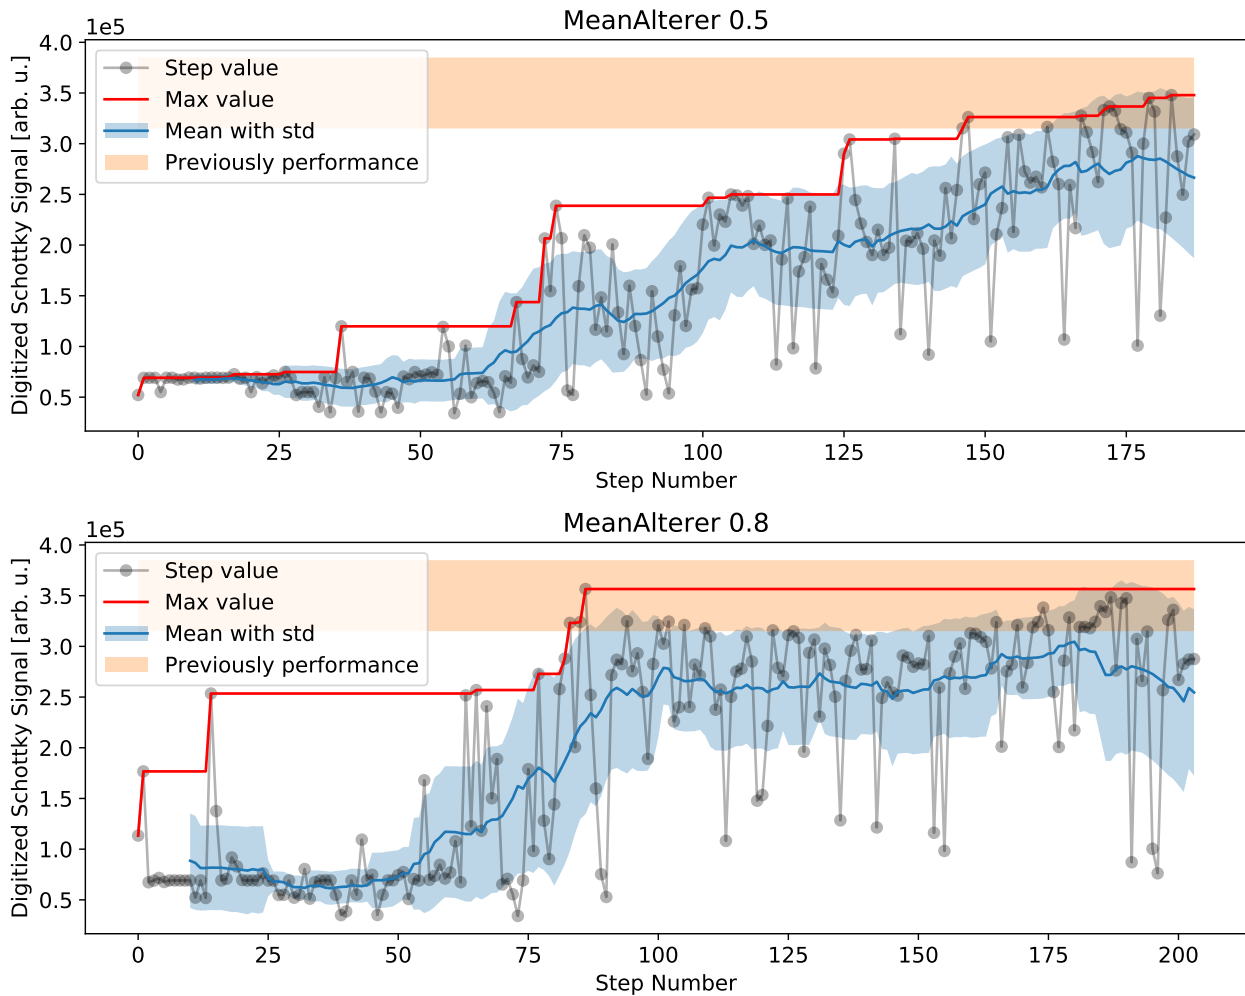 MeanAlterer 0.5
1e5
4.0
3.5
3.0
2.5
2.0
1.5
1.0
0.5
Digitized Schottky Signal [arb. u.]
Step value
Max value
Mean with std
Previously performance
0 25 50 75 100 125 150 175
Step Number
MeanAlterer 0.8
1e5
4.0
3.5
3.0
2.5
2.0
1.5
1.0
0.5
Digitized Schottky Signal [arb. u.]
Step value
Max value
Mean with std
Previously performance
0 25 50 75 100 125 150 175 200
Step Number